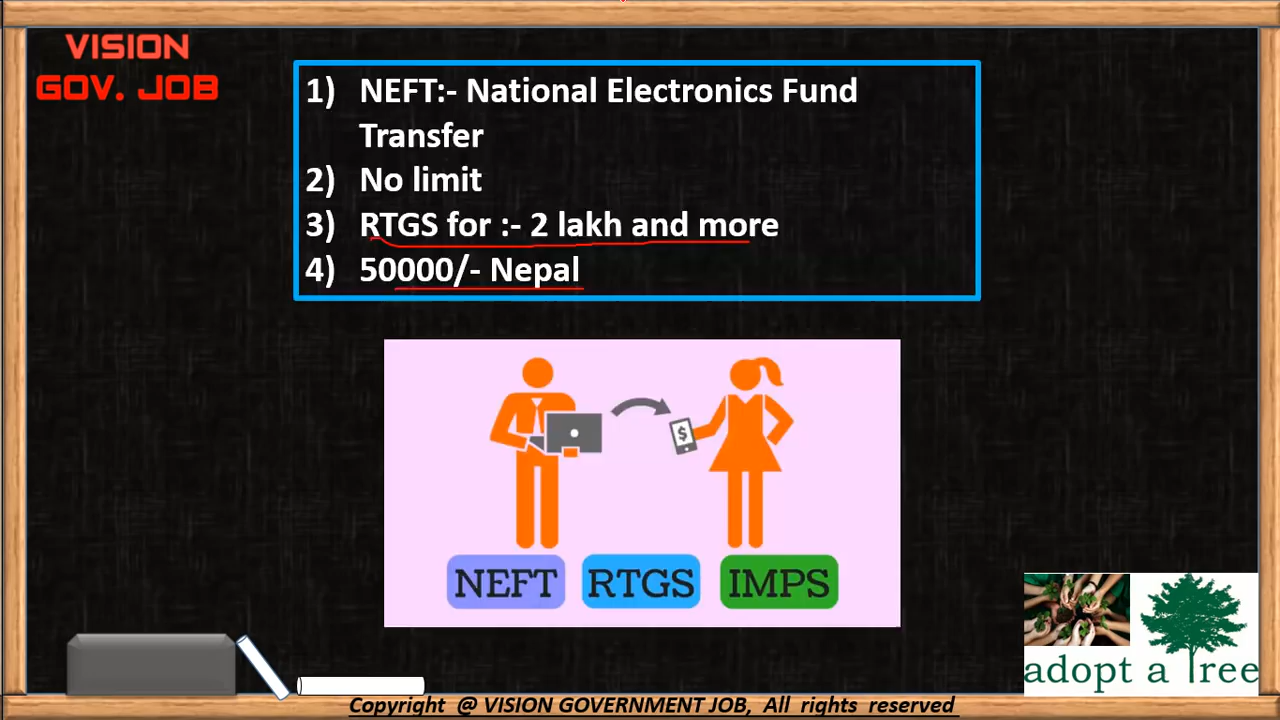 VISION
GOV. JOB
1) NEFT:- National Electronics Fund
Transfer
2) No limit
3) RTGS for :- 2 lakh and more
4) 50000/- Nepal
$
NEFT RTGS IMPS
adopt a Tree
Copyright @ VISION GOVERNMENT JOB, All rights reserved